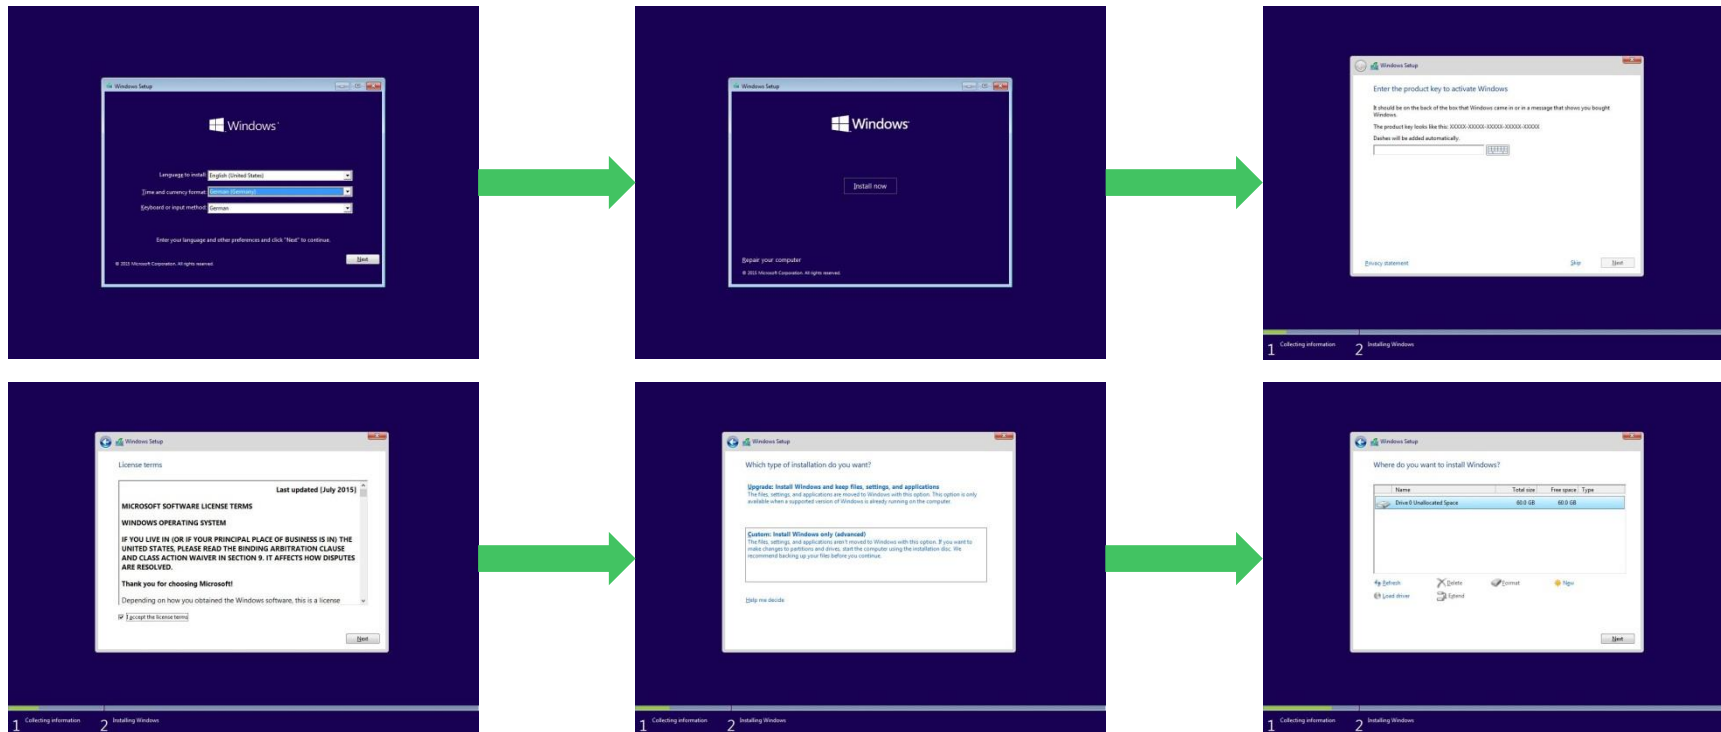 Windows Setup
Windows
Language to install: English (United States)
Time and currency format: German (Germany)
Keyboard or input method: German
Enter your language and other preferences and click "Next" to continue.
© 2015 Microsoft Corporation. All rights reserved.
Next
Windows Setup
Windows
Install now
Repair your computer
© 2015 Microsoft Corporation. All rights reserved.
Windows Setup
Enter the product key to activate Windows
It should be on the back of the box that Windows came in or in a message that shows you bought
Windows.
The product key looks like this: XXXXX-XXXXX-XXXXX-XXXXX-XXXXX
Dashes will be added automatically.
Privacy statement
Skip
Next
1 Collecting information
2 Installing Windows
Windows Setup
License terms
Last updated [July 2015]
MICROSOFT SOFTWARE LICENSE TERMS
WINDOWS OPERATING SYSTEM
IF YOU LIVE IN (OR IF YOUR PRINCIPAL PLACE OF BUSINESS IS IN) THE
UNITED STATES, PLEASE READ THE BINDING ARBITRATION CLAUSE
AND CLASS ACTION WAIVER IN SECTION 9. IT AFFECTS HOW DISPUTES
ARE RESOLVED.
Thank you for choosing Microsoft!
Depending on how you obtained the Windows software, this is a license
I accept the license terms
Next
1 Collecting information
2 Installing Windows
Windows Setup
Which type of installation do you want?
Upgrade: Install Windows and keep files, settings, and applications
The files, settings, and applications are moved to Windows with this option. This option is only
available when a supported version of Windows is already running on the computer.
Custom: Install Windows only (advanced)
The files, settings, and applications aren't moved to Windows with this option. If you want to
make changes to partitions and drives, start the computer using the installation disc. We
recommend backing up your files before you continue.
Help me decide
1 Collecting information
2 Installing Windows
Windows Setup
Where do you want to install Windows?
Name Total size Free space Type
Drive 0 Unallocated Space 60.0 GB 60.0 GB
Refresh Delete Format New
Load driver Extend
Next
1 Collecting information
2 Installing Windows